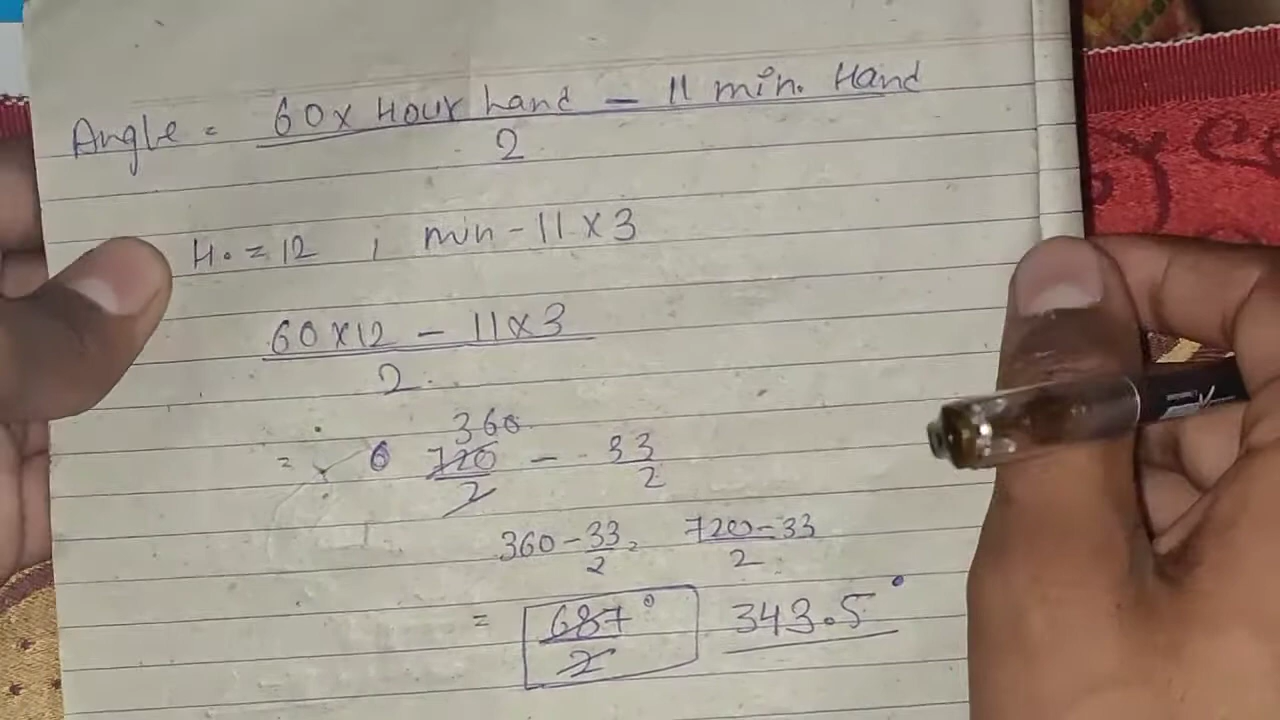 Angle = 60 x Hour hand - 11 min. Hand
2
H. = 12 , min - 11 x 3
60 x 12 - 11 x 3
2
360
= 6 720 - 33
2 2
360 - 33 = 720 - 33
2 2
= 687° 343.5°
2